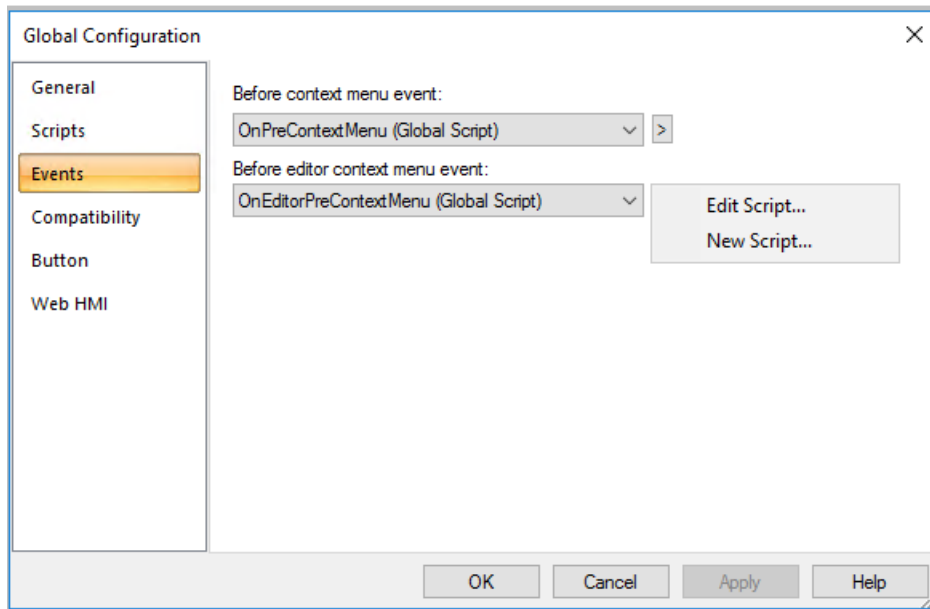 Global Configuration
General
Scripts
Events
Compatibility
Button
Web HMI
Before context menu event:
OnPreContextMenu (Global Script)
>
Before editor context menu event:
OnEditorPreContextMenu (Global Script)
Edit Script...
New Script...
OK
Cancel
Apply
Help